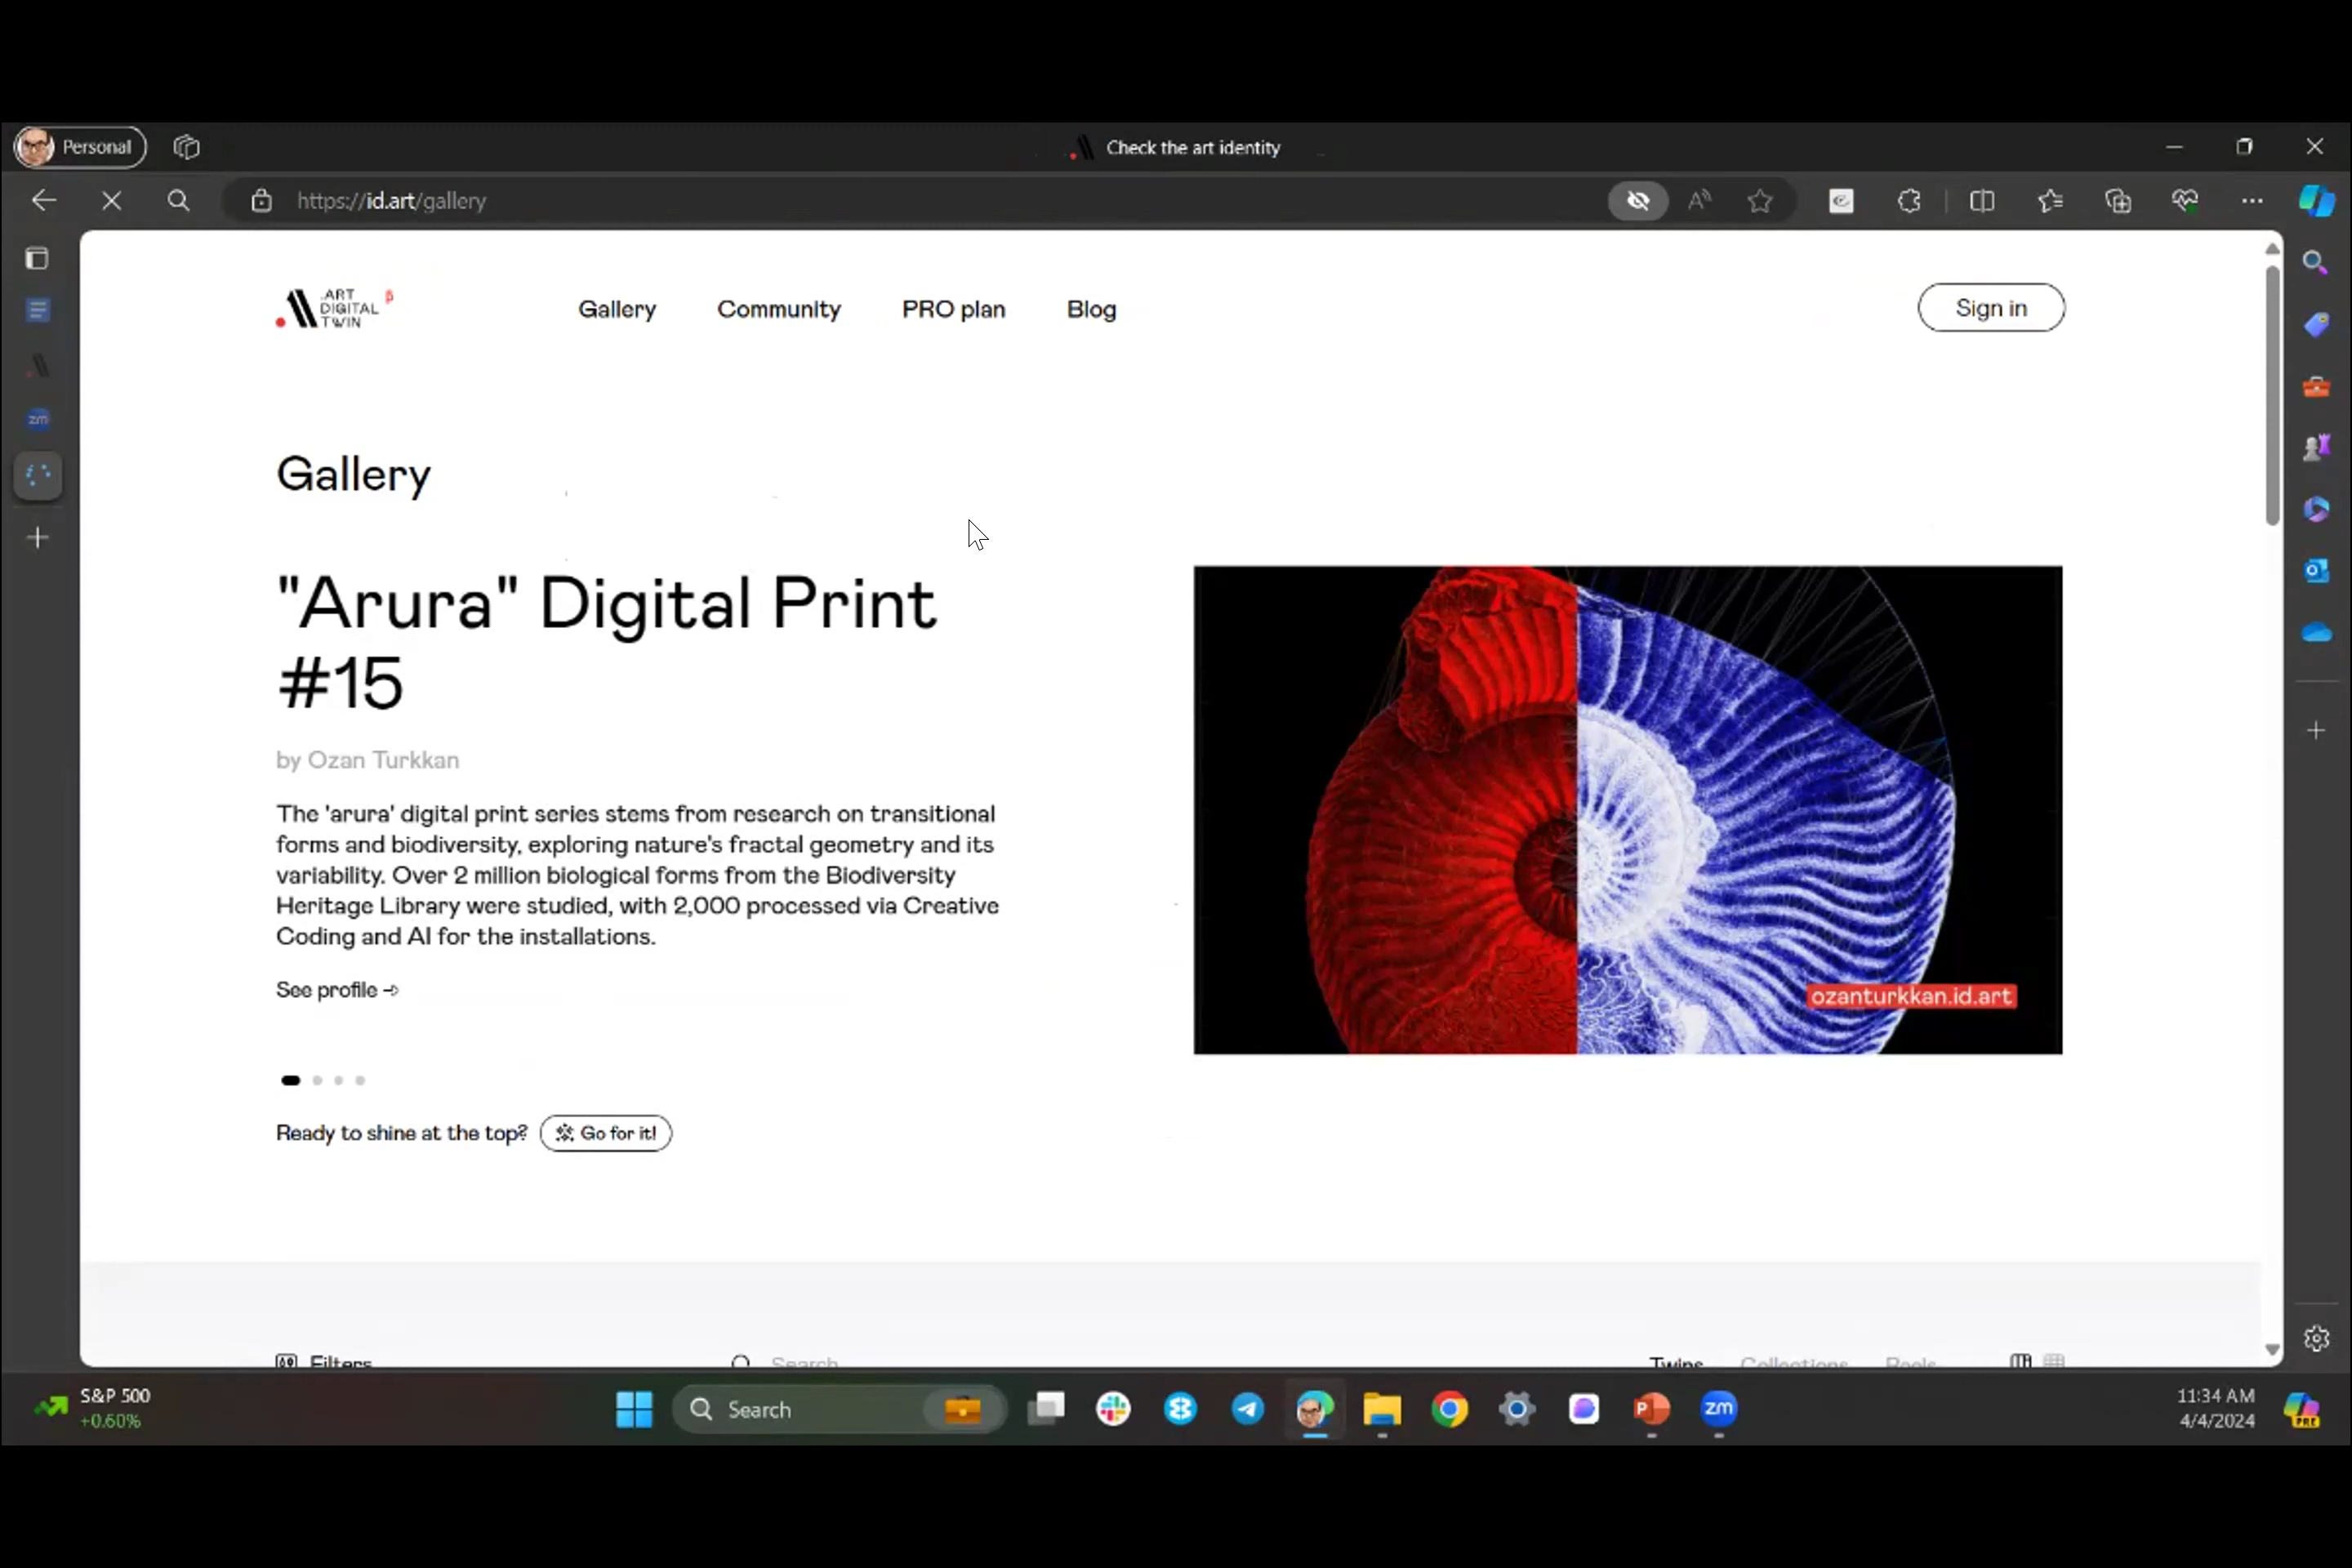 Personal
Check the art identity
https://id.art/gallery
.ART
DIGITAL
TWIN
β
Gallery
Community
PRO plan
Blog
Sign in
Gallery
"Arura" Digital Print
#15
by Ozan Turkkan
The 'arura' digital print series stems from research on transitional
forms and biodiversity, exploring nature's fractal geometry and its
variability. Over 2 million biological forms from the Biodiversity
Heritage Library were studied, with 2,000 processed via Creative
Coding and AI for the installations.
See profile
ozanturkkan.id.art
Ready to shine at the top?
Go for it!
Filters
Search
Twins
Collections
Reels
S&P 500
+0.60%
Search
zm
11:34 AM
4/4/2024
PRE